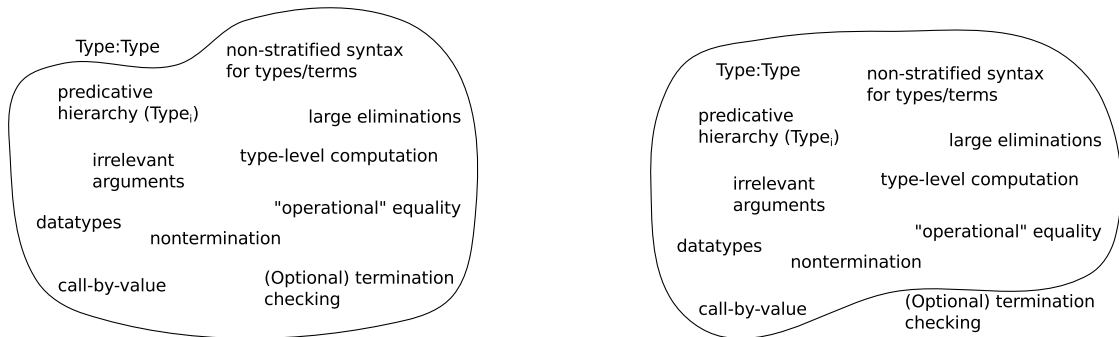 Type:Type
non-stratified syntax
for types/terms
predicative
hierarchy (Typeᵢ)
large eliminations
irrelevant
arguments
type-level computation
"operational" equality
datatypes
nontermination
call-by-value
(Optional) termination
checking
Type:Type
non-stratified syntax
for types/terms
predicative
hierarchy (Typeᵢ)
large eliminations
irrelevant
arguments
type-level computation
"operational" equality
datatypes
nontermination
call-by-value
(Optional) termination
checking